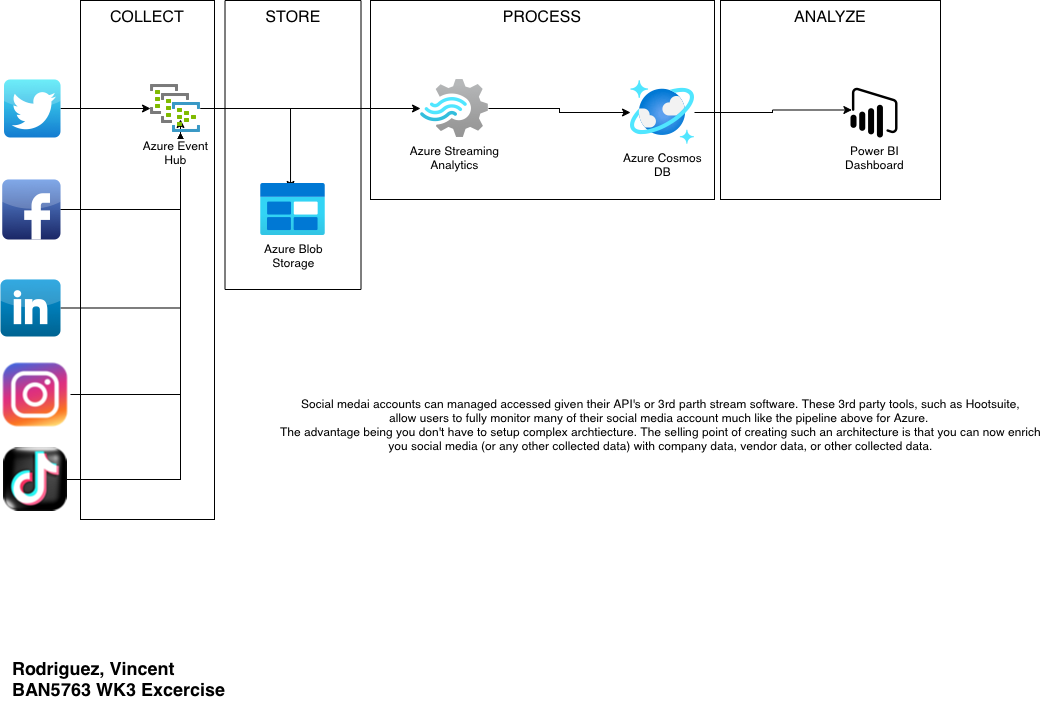 COLLECT
STORE
PROCESS
ANALYZE
Azure Event
Hub
Azure Streaming
Analytics
Azure Cosmos
DB
Power BI
Dashboard
f
Azure Blob
Storage
in
Social medai accounts can managed accessed given their API's or 3rd parth stream software. These 3rd party tools, such as Hootsuite,
allow users to fully monitor many of their social media account much like the pipeline above for Azure.
The advantage being you don't have to setup complex archtiecture. The selling point of creating such an architecture is that you can now enrich
you social media (or any other collected data) with company data, vendor data, or other collected data.
Rodriguez, Vincent
BAN5763 WK3 Excercise